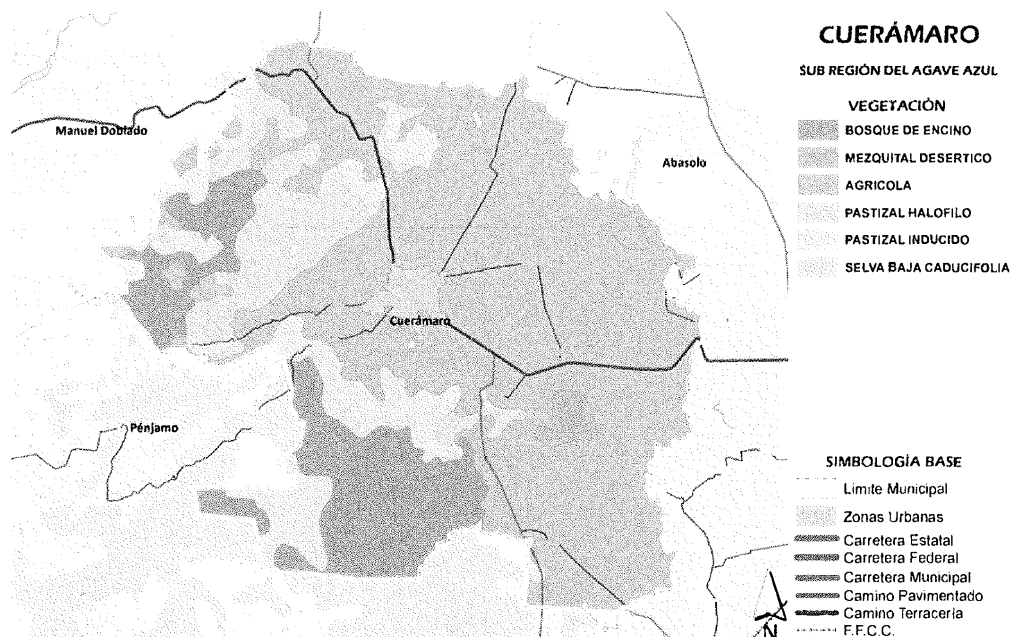 CUERÁMARO
SUB REGIÓN DEL AGAVE AZUL
VEGETACIÓN
BOSQUE DE ENCINO
MEZQUITAL DESERTICO
AGRICOLA
PASTIZAL HALOFILO
PASTIZAL INDUCIDO
SELVA BAJA CADUCIFOLIA
Manuel Doblado
Abasolo
Cuerámaro
Pénjamo
SIMBOLOGÍA BASE
Limite Municipal
Zonas Urbanas
Carretera Estatal
Carretera Federal
Carretera Municipal
Camino Pavimentado
Camino Terracería
F.F.C.C.
N